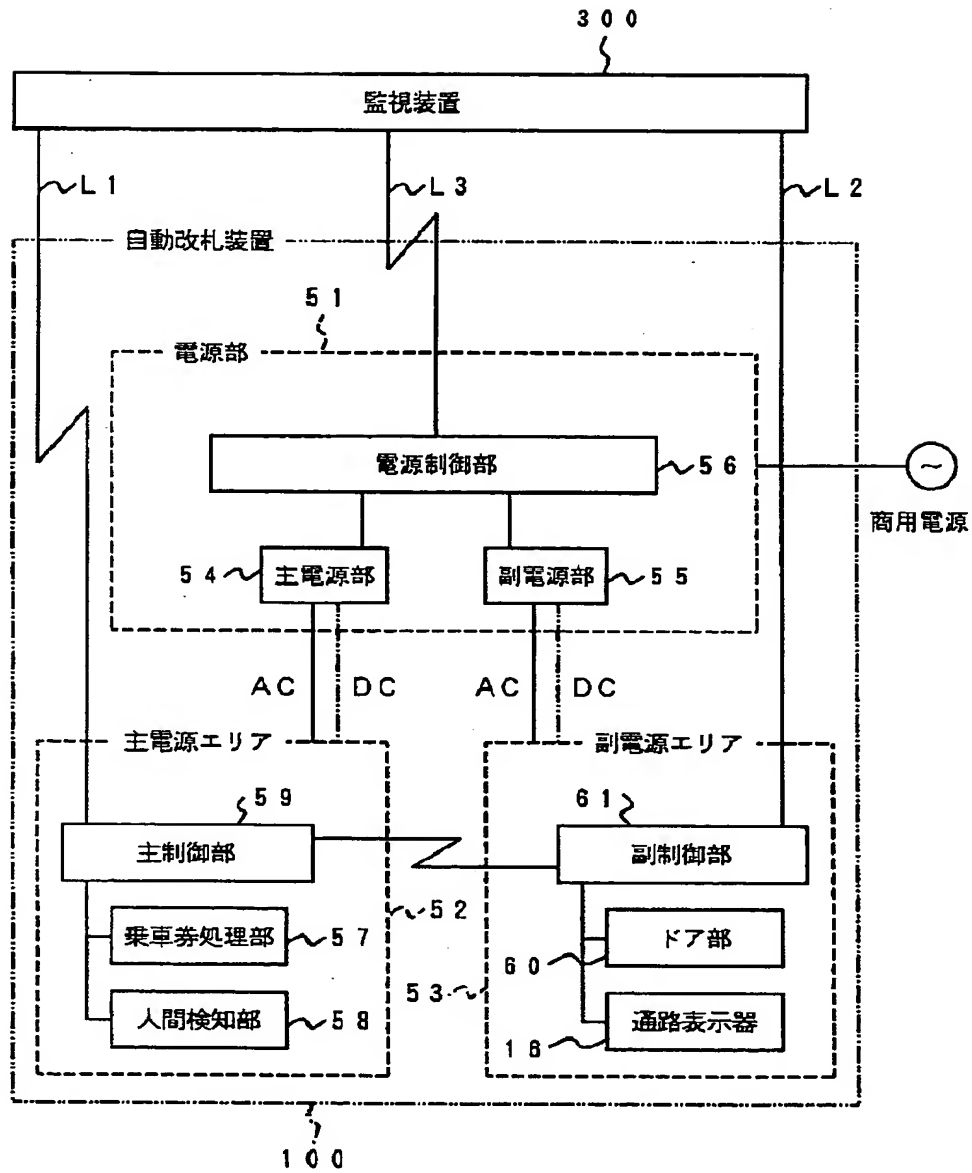 ３００
監視装置
Ｌ１
Ｌ３
Ｌ２
自動改札装置
５１
電源部
電源制御部
５６
~
商用電源
５４
主電源部
副電源部
５５
ＡＣ
ＤＣ
ＡＣ
ＤＣ
主電源エリア
副電源エリア
５９
６１
主制御部
副制御部
５２
乗車券処理部
５７
ドア部
６０
５３
人間検知部
５８
通路表示器
１６
１００